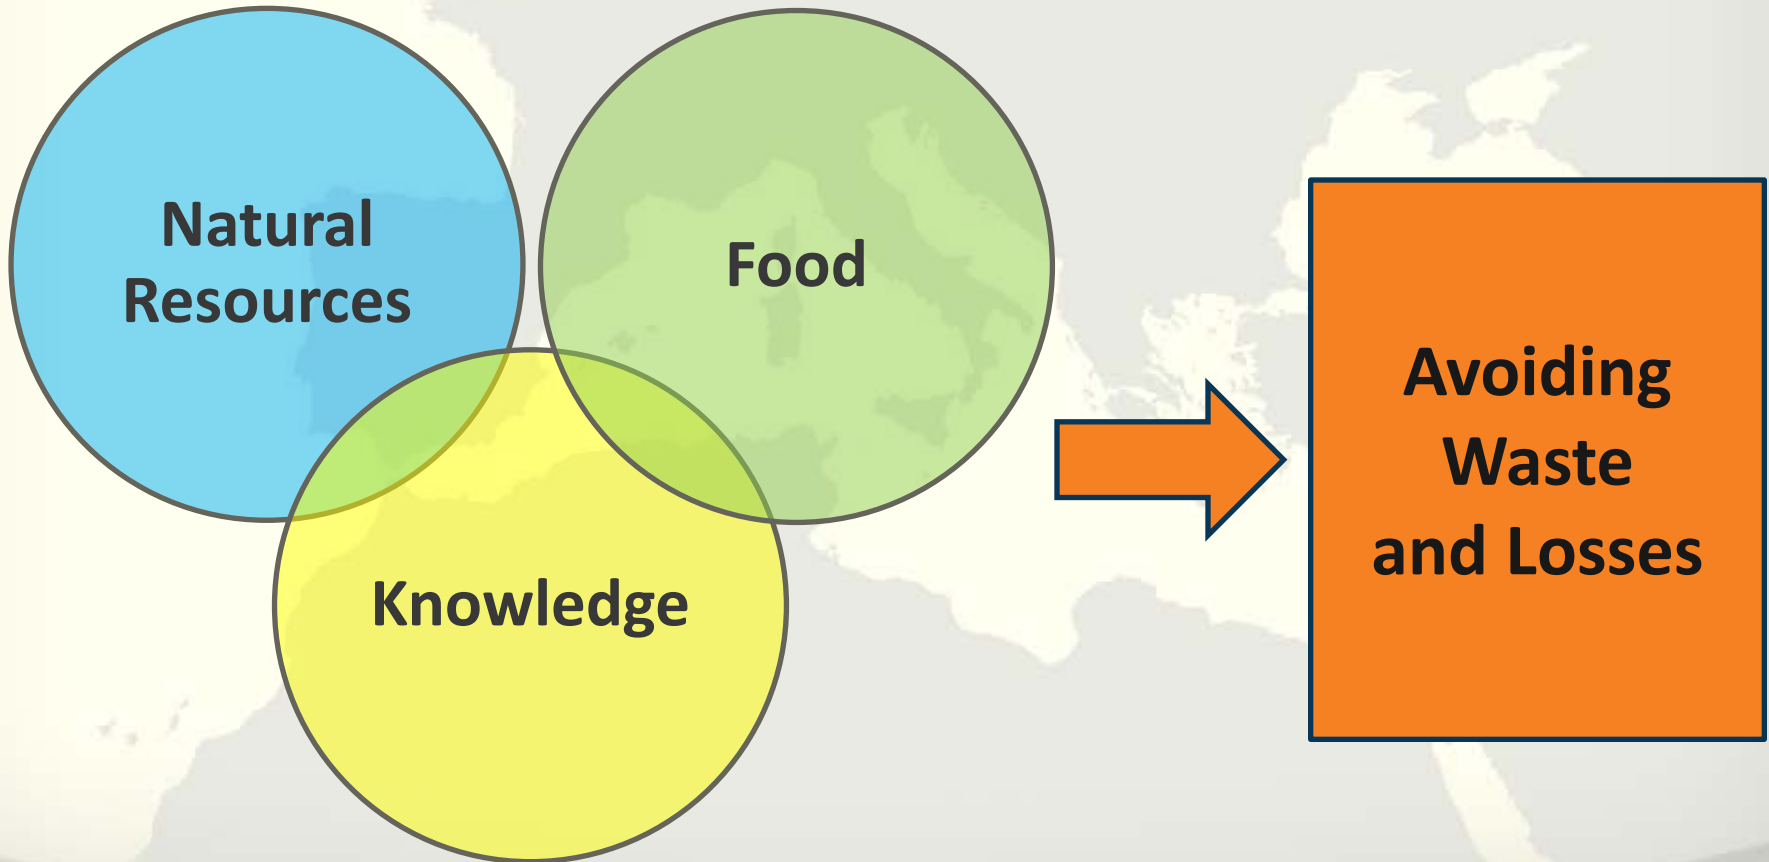 Natural
Resources
Food
Knowledge
Avoiding
Waste
and Losses